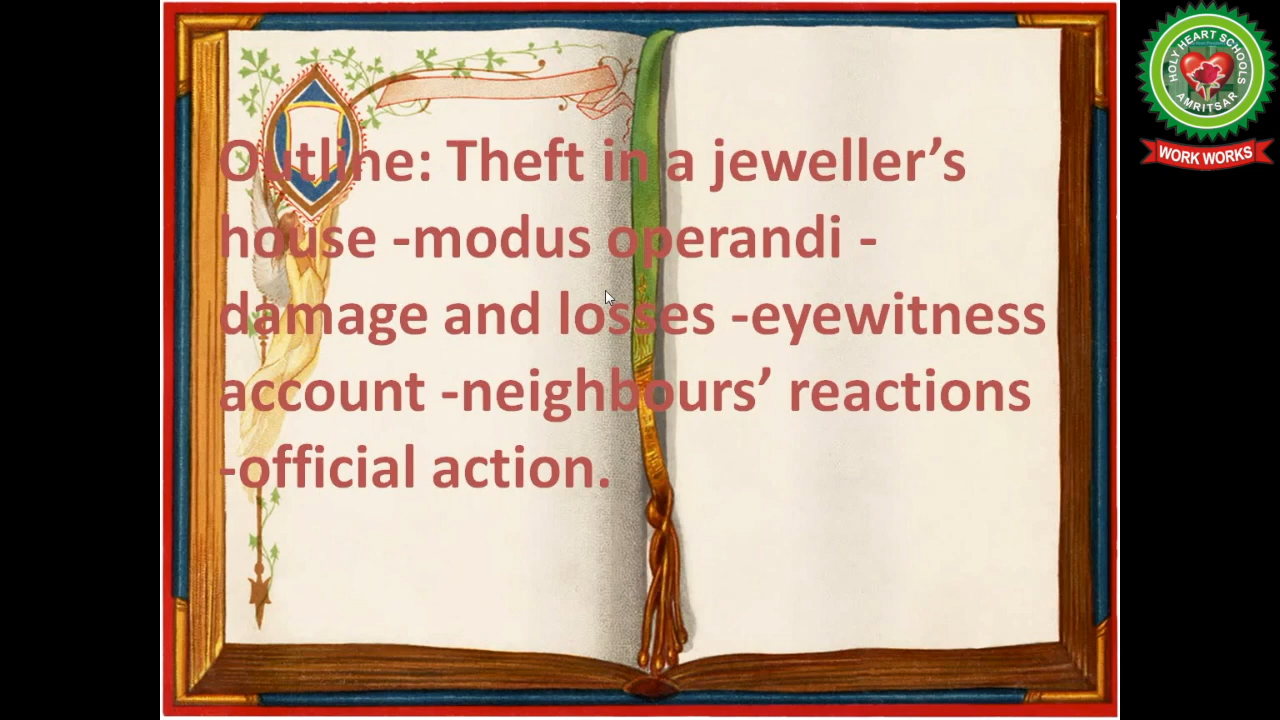 Outline: Theft in a jeweller’s
house -modus operandi -
damage and losses -eyewitness
account -neighbours’ reactions
-official action.
HOLY HEART SCHOOLS
AMRITSAR
WORK WORKS